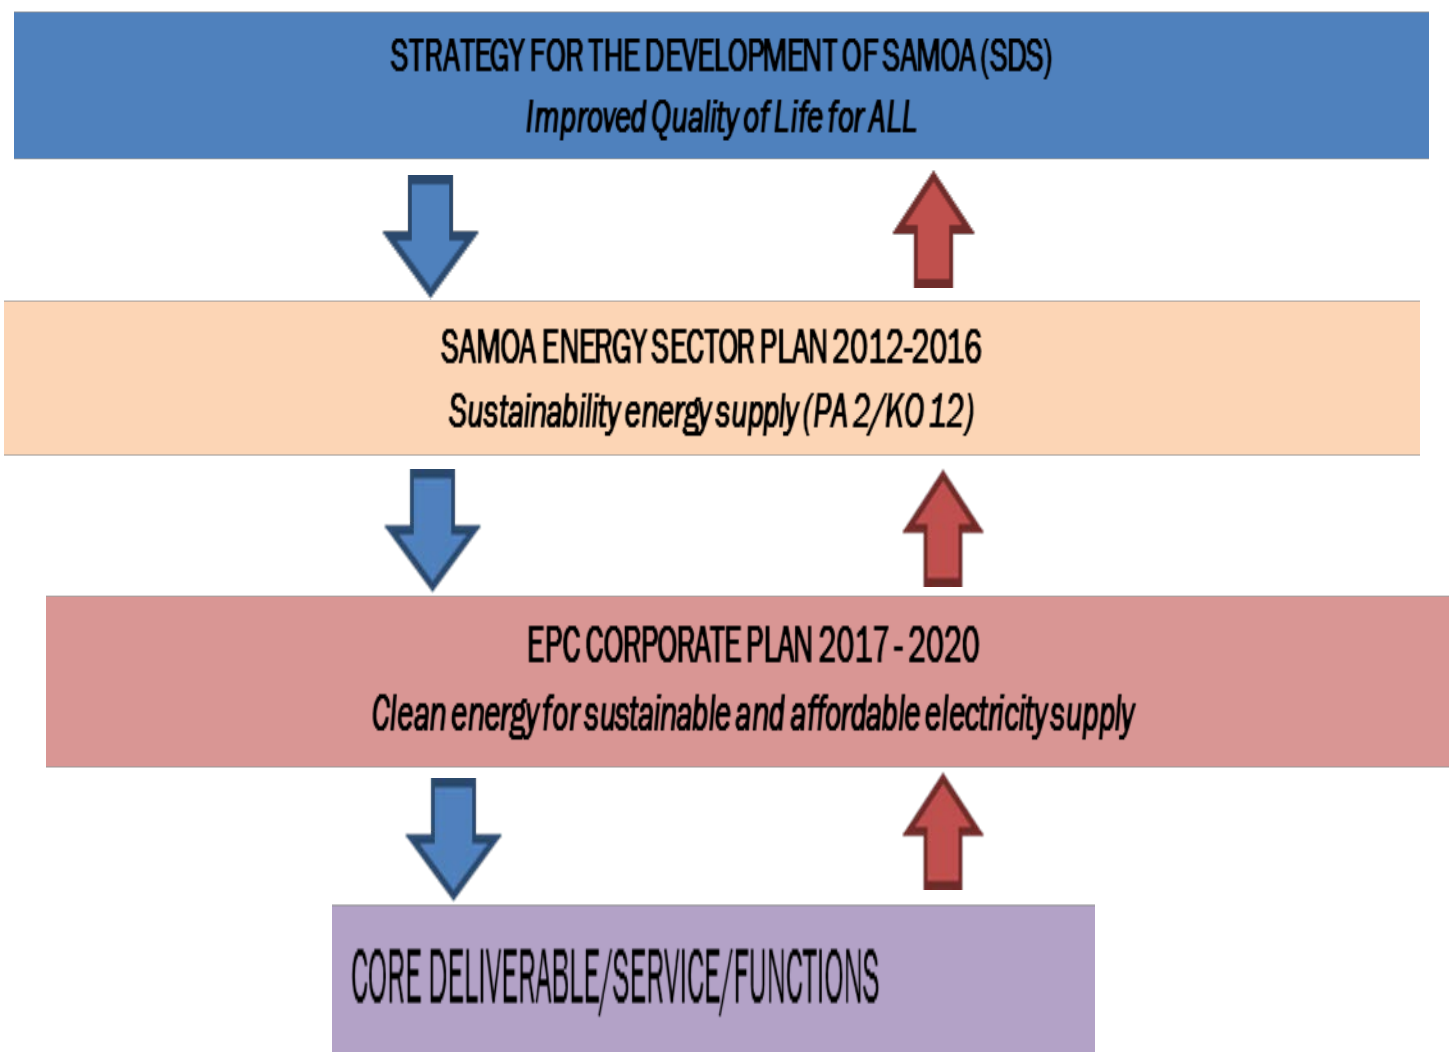 STRATEGY FOR THE DEVELOPMENT OF SAMOA (SDS)
Improved Quality of Life for ALL
SAMOA ENERGY SECTOR PLAN 2012-2016
Sustainability energy supply (PA 2/KO 12)
EPC CORPORATE PLAN 2017 - 2020
Clean energy for sustainable and affordable electricity supply
CORE DELIVERABLE/SERVICE/FUNCTIONS